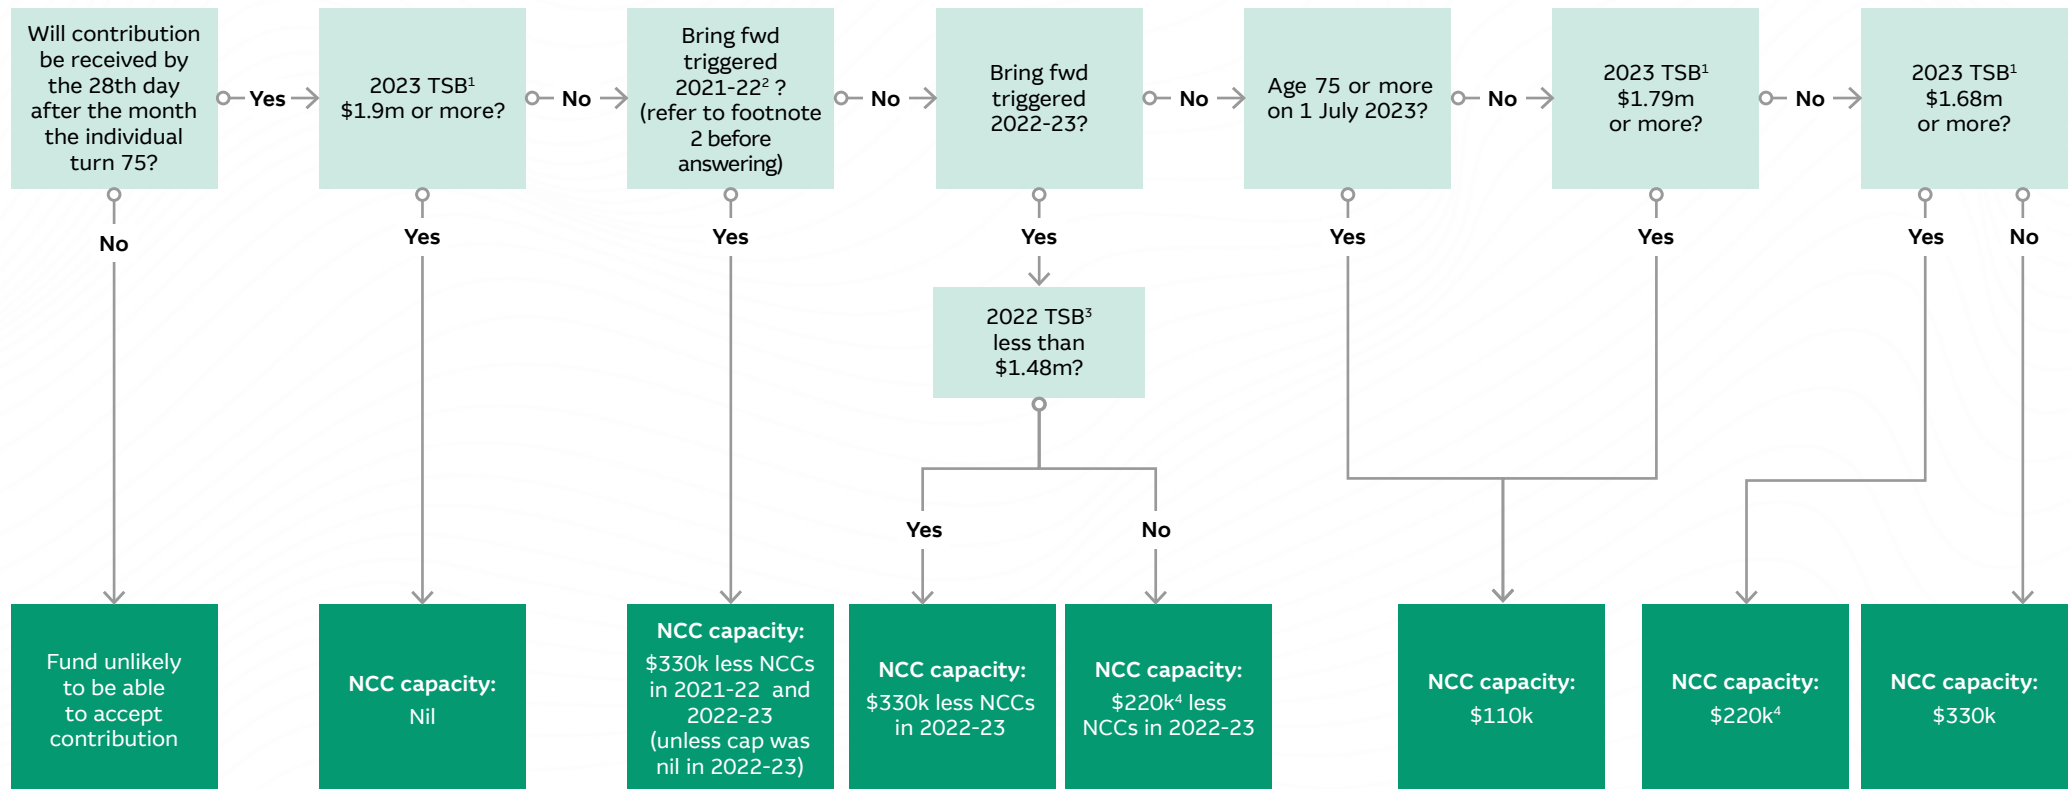 Will contribution
be received by
the 28th day
after the month
the individual
turn 75?
Yes
2023 TSB¹
$1.9m or more?
No
Bring fwd
triggered
2021-22² ?
(refer to footnote
2 before
answering)
No
Bring fwd
triggered
2022-23?
No
Age 75 or more
on 1 July 2023?
No
2023 TSB¹
$1.79m
or more?
No
2023 TSB¹
$1.68m
or more?
No
Yes
Yes
Yes
Yes
Yes
Yes
No
2022 TSB³
less than
$1.48m?
Yes
No
Fund unlikely
to be able
to accept
contribution
NCC capacity:
Nil
NCC capacity:
$330k less NCCs
in 2021-22 and
2022-23
(unless cap was
nil in 2022-23)
NCC capacity:
$330k less NCCs
in 2022-23
NCC capacity:
$220k⁴ less
NCCs in 2022-23
NCC capacity:
$110k
NCC capacity:
$220k⁴
NCC capacity:
$330k